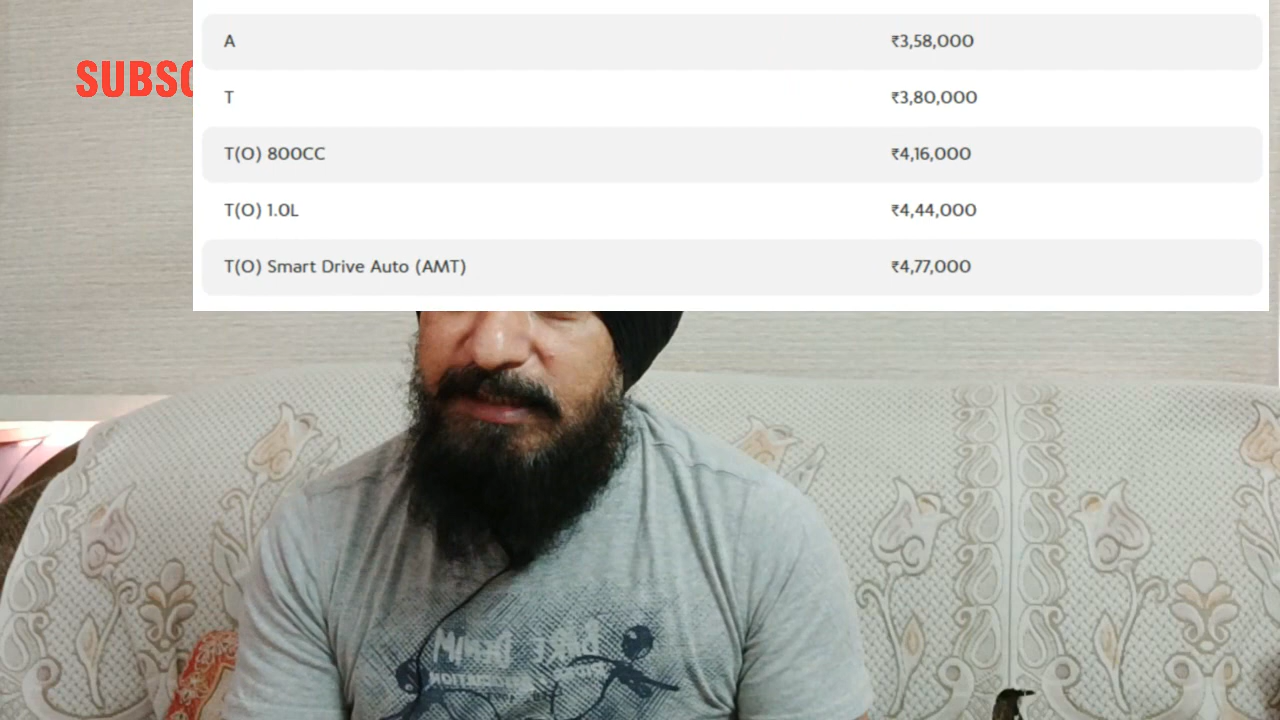 A ₹3,58,000
SUBSC
T ₹3,80,000
T(O) 800CC ₹4,16,000
T(O) 1.0L ₹4,44,000
T(O) Smart Drive Auto (AMT) ₹4,77,000